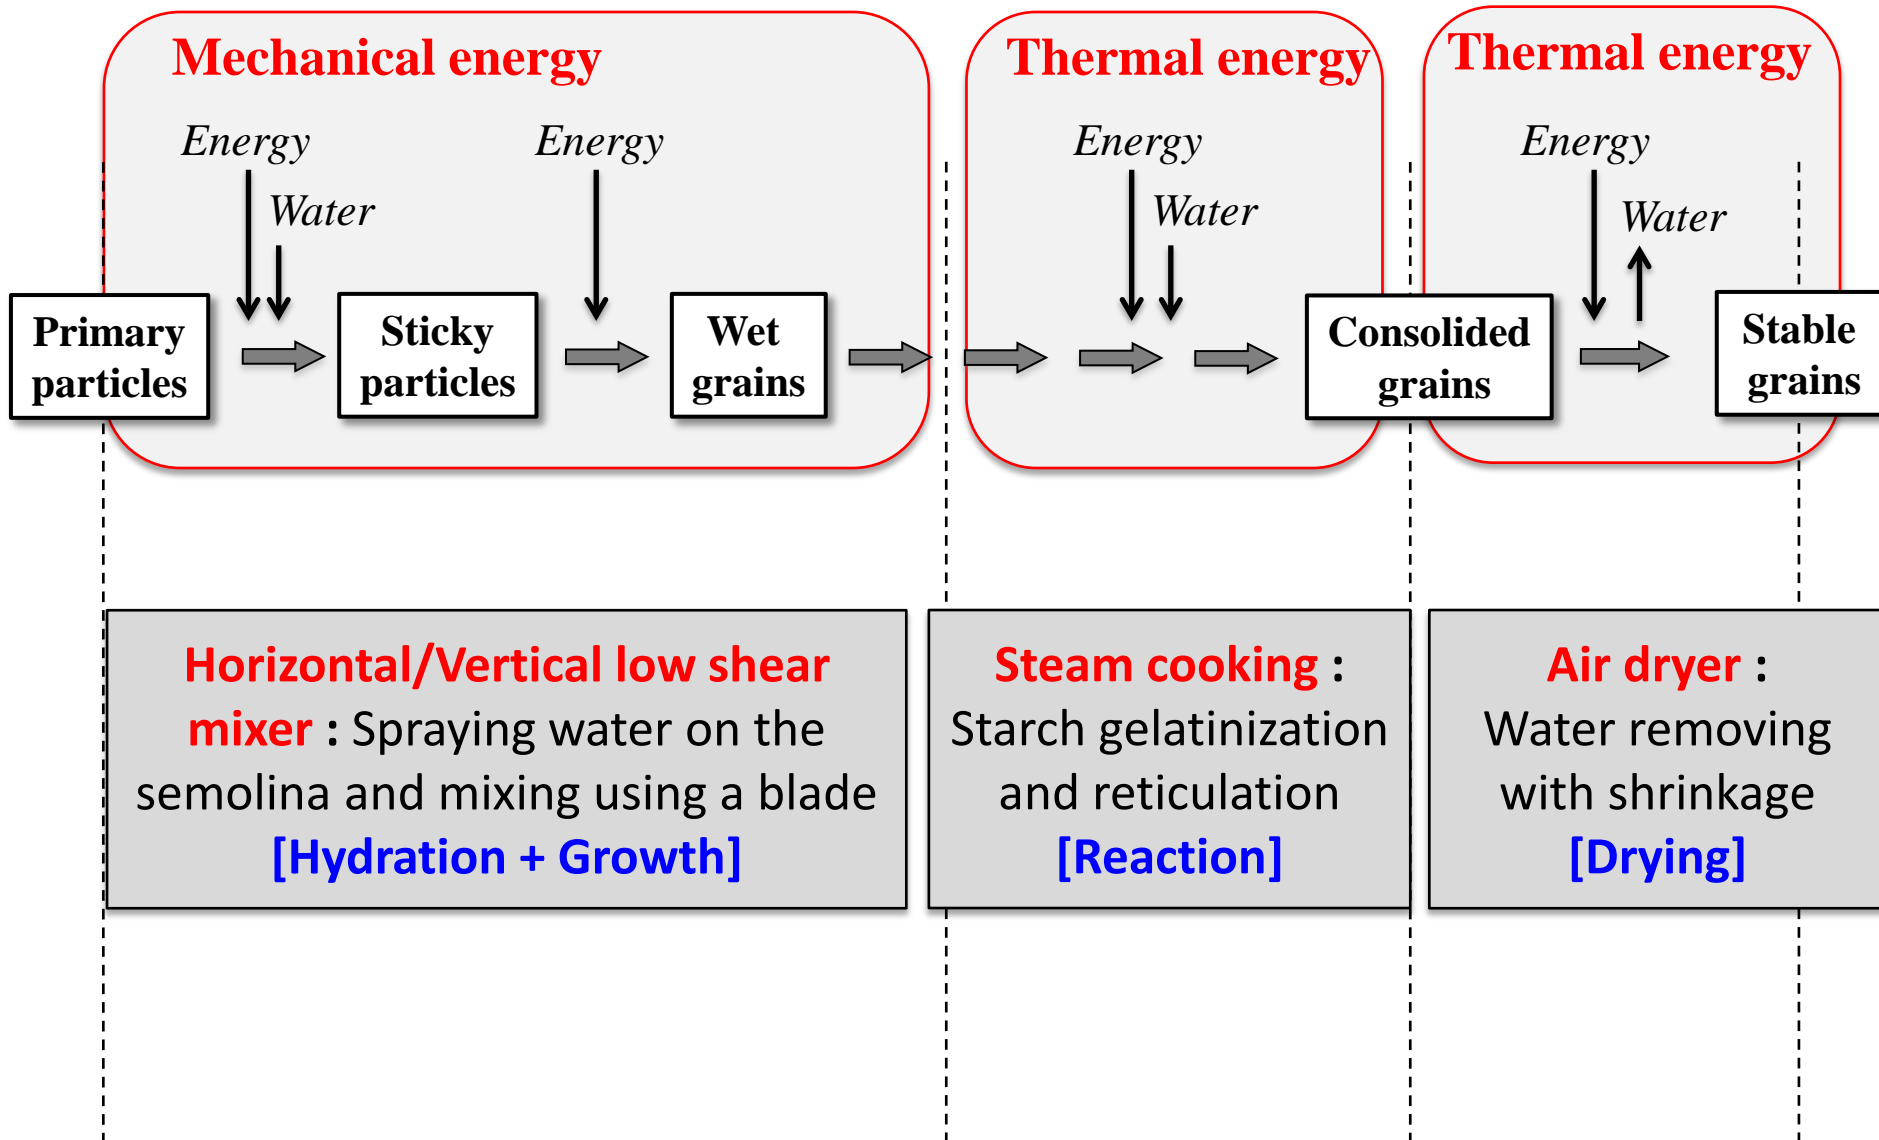 Mechanical energy
Thermal energy
Thermal energy
Energy
Energy
Energy
Energy
Water
Water
Water
Primary
particles
Sticky
particles
Wet
grains
Consolided
grains
Stable
grains
Horizontal/Vertical low shear
mixer : Spraying water on the
semolina and mixing using a blade
[Hydration + Growth]
Steam cooking :
Starch gelatinization
and reticulation
[Reaction]
Air dryer :
Water removing
with shrinkage
[Drying]